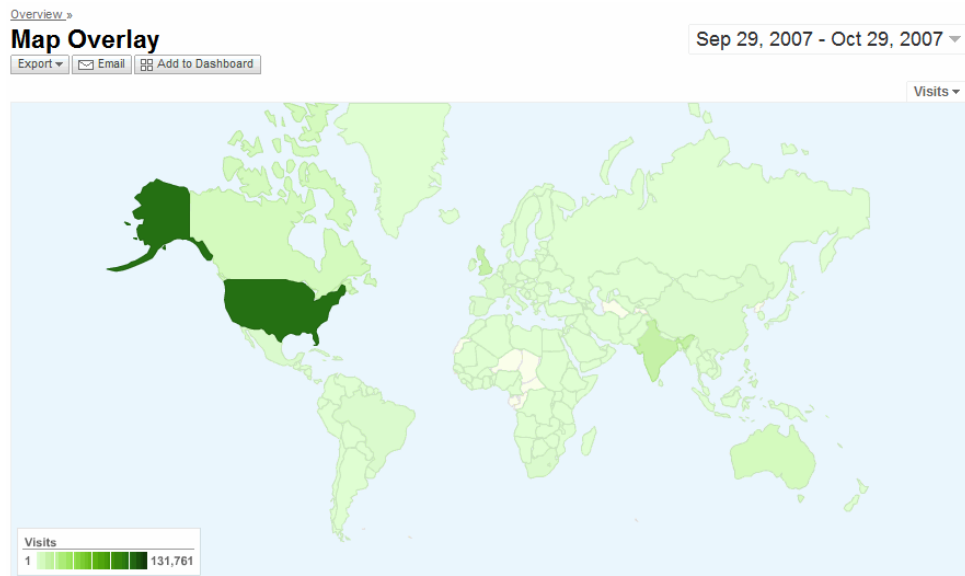 Overview »
Map Overlay
Sep 29, 2007 - Oct 29, 2007
Export Email Add to Dashboard
Visits
Visits
1 131,761